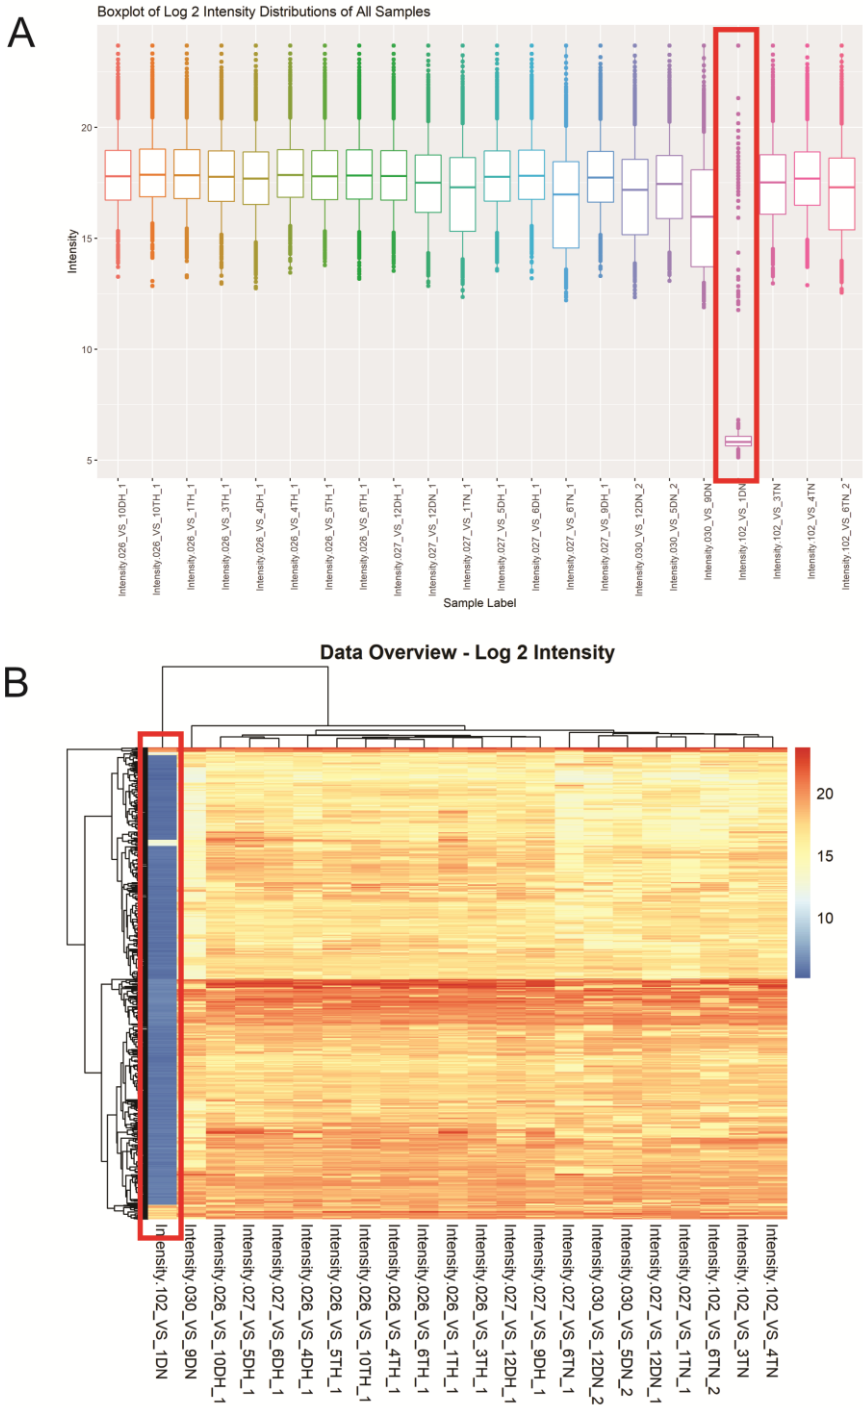 A
Boxplot of Log 2 Intensity Distributions of All Samples
Intensity
20
15
10
5
Intensity.026_VS_10DH_1
Intensity.026_VS_10TH_1
Intensity.026_VS_1TH_1
Intensity.026_VS_3TH_1
Intensity.026_VS_4DH_1
Intensity.026_VS_4TH_1
Intensity.026_VS_5TH_1
Intensity.026_VS_6TH_1
Intensity.027_VS_12DH_1
Intensity.027_VS_12DN_1
Intensity.027_VS_1TN_1
Intensity.027_VS_5DH_1
Intensity.027_VS_6DH_1
Intensity.027_VS_6TN_1
Intensity.027_VS_9DH_1
Intensity.030_VS_12DN_2
Intensity.030_VS_5DN_2
Intensity.030_VS_9DN
Intensity.102_VS_1DN
Intensity.102_VS_3TN
Intensity.102_VS_4TN
Intensity.102_VS_6TN_2
Sample Label
B
Data Overview - Log 2 Intensity
20
15
10
Intensity.102_VS_1DN
Intensity.030_VS_9DN
Intensity.026_VS_10DH_1
Intensity.027_VS_5DH_1
Intensity.027_VS_6DH_1
Intensity.026_VS_4DH_1
Intensity.026_VS_5TH_1
Intensity.026_VS_10TH_1
Intensity.026_VS_4TH_1
Intensity.026_VS_6TH_1
Intensity.026_VS_1TH_1
Intensity.026_VS_3TH_1
Intensity.027_VS_12DH_1
Intensity.027_VS_9DH_1
Intensity.027_VS_6TN_1
Intensity.030_VS_12DN_2
Intensity.030_VS_5DN_2
Intensity.027_VS_12DN_1
Intensity.027_VS_1TN_1
Intensity.102_VS_6TN_2
Intensity.102_VS_3TN
Intensity.102_VS_4TN